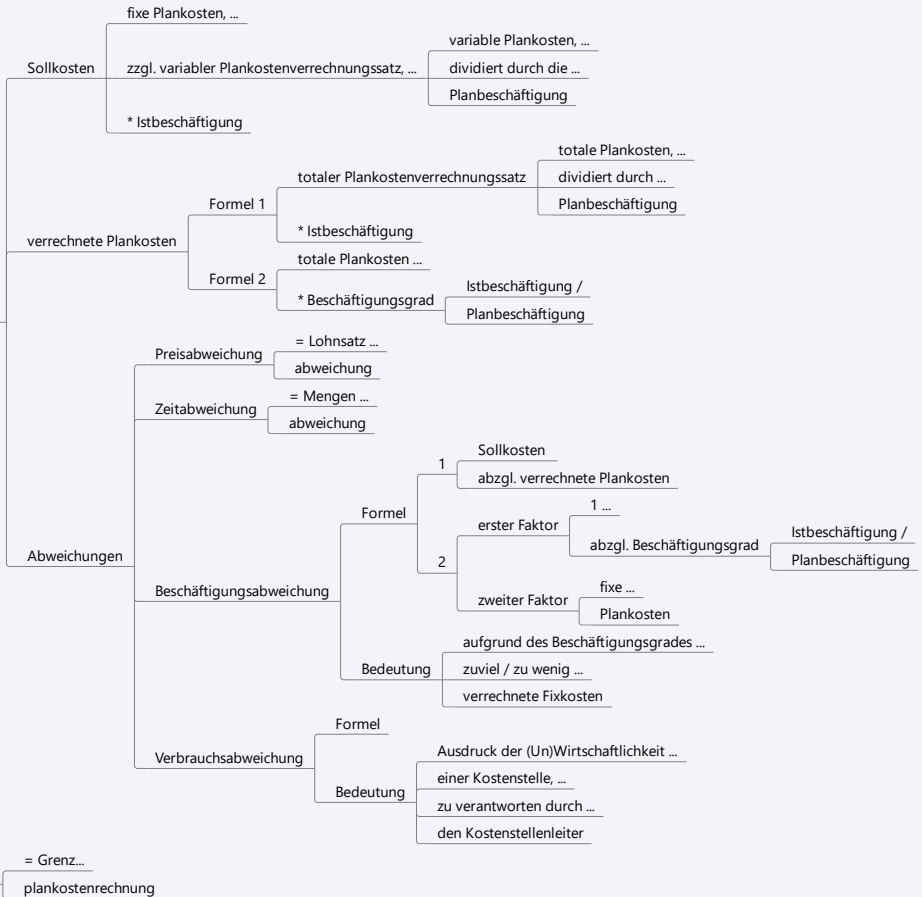 fixe Plankosten, ...
Sollkosten
zzgl. variabler Plankostenverrechnungssatz, ...
variable Plankosten, ...
dividiert durch die ...
Planbeschäftigung
* Istbeschäftigung
verrechnete Plankosten
Formel 1
totaler Plankostenverrechnungssatz
totale Plankosten, ...
dividiert durch ...
Planbeschäftigung
* Istbeschäftigung
Formel 2
totale Plankosten ...
* Beschäftigungsgrad
Istbeschäftigung /
Planbeschäftigung
Abweichungen
Preisabweichung
= Lohnsatz ...
abweichung
Zeitabweichung
= Mengen ...
abweichung
Beschäftigungsabweichung
Formel
1
Sollkosten
abzgl. verrechnete Plankosten
2
erster Faktor
1 ...
abzgl. Beschäftigungsgrad
Istbeschäftigung /
Planbeschäftigung
zweiter Faktor
fixe ...
Plankosten
Bedeutung
aufgrund des Beschäftigungsgrades ...
zuviel / zu wenig ...
verrechnete Fixkosten
Verbrauchsabweichung
Formel
Bedeutung
Ausdruck der (Un)Wirtschaftlichkeit ...
einer Kostenstelle, ...
zu verantworten durch ...
den Kostenstellenleiter
= Grenz...
plankostenrechnung